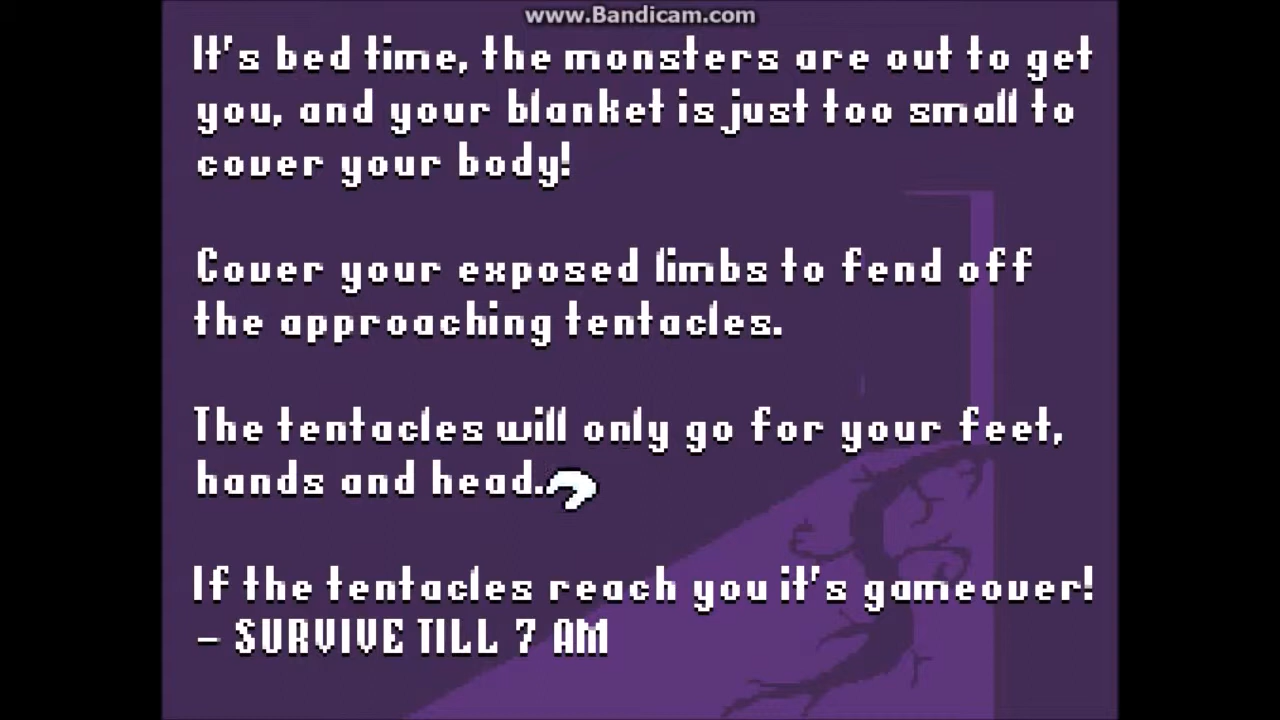 www.Bandicam.com
It's bed time, the monsters are out to get
you, and your blanket is just too small to
cover your body!
Cover your exposed limbs to fend off
the approaching tentacles.
The tentacles will only go for your feet,
hands and head.
If the tentacles reach you it's gameover!
- SURVIVE TILL 7 AM